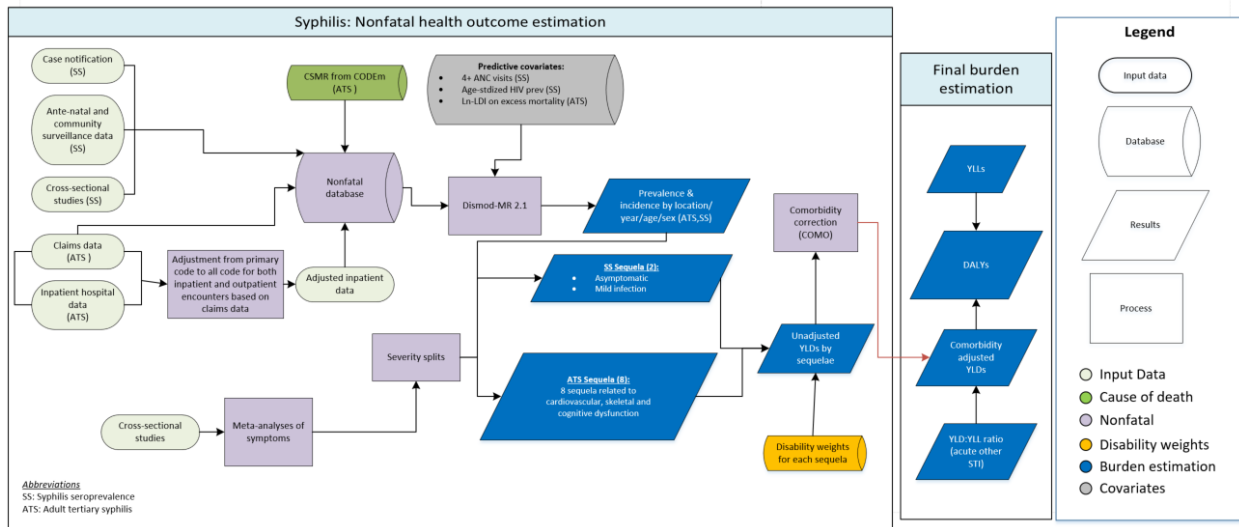 Syphilis: Nonfatal health outcome estimation
Case notification
(SS)
Ante-natal and
community
surveillance data
(SS)
Cross-sectional
studies (SS)
Claims data
(ATS )
Inpatient hospital
data
(ATS)
Adjustment from primary
code to all code for both
inpatient and outpatient
encounters based on
claims data
Adjusted inpatient
data
CSMR from CODEm
(ATS )
Nonfatal
database
Predictive covariates:
• 4+ ANC visits (SS)
• Age-stdized HIV prev (SS)
• Ln-LDI on excess mortality (ATS)
Dismod-MR 2.1
Prevalence &
incidence by location/
year/age/sex (ATS,SS)
SS Sequela (2):
• Asymptomatic
• Mild infection
Severity splits
ATS Sequela (8):
8 sequela related to
cardiovascular, skeletal and
cognitive dysfunction
Cross-sectional
studies
Meta-analyses of
symptoms
Comorbidity
correction
(COMO)
Unadjusted
YLDs by
sequelae
Disability weights
for each sequela
Abbreviations
SS: Syphilis seroprevalence
ATS: Adult tertiary syphilis
Final burden
estimation
YLLs
DALYs
Comorbidity
adjusted
YLDs
YLD:YLL ratio
(acute other
STI)
Legend
Input data
Database
Results
Process
Input Data
Cause of death
Nonfatal
Disability weights
Burden estimation
Covariates